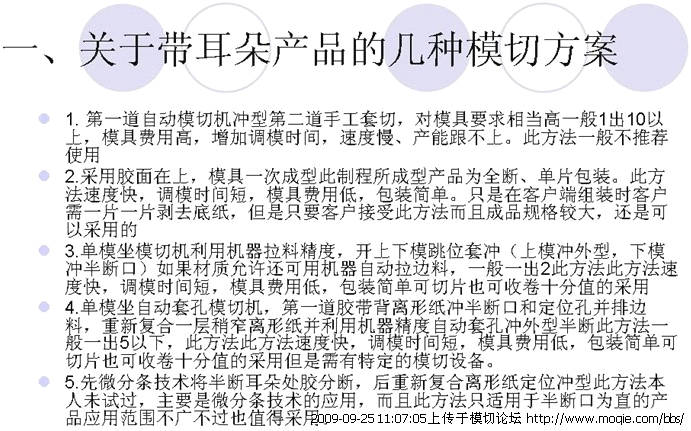 一、关于带耳朵产品的几种模切方案
1. 第一道自动模切机冲型第二道手工套切，对模具要求相当高一般1出10以
上，模具费用高，增加调模时间，速度慢、产能跟不上。此方法一般不推荐
使用
2.采用胶面在上，模具一次成型此制程所成型产品为全断、单片包装。此方
法速度快，调模时间短，模具费用低，包装简单。只是在客户端组装时客户
需一片一片剥去底纸，但是只要客户接受此方法而且成品规格较大，还是可
以采用的
3.单模坐模切机利用机器拉料精度，开上下模跳位套冲（上模冲外型，下模
冲半断口）如果材质允许还可用机器自动拉边料，一般一出2此方法此方法速
度快，调模时间短，模具费用低，包装简单可切片也可收卷十分值的采用
4.单模坐自动套孔模切机，第一道胶带背离形纸冲半断口和定位孔并排边
料，重新复合一层稍窄离形纸并利用机器精度自动套孔冲外型半断此方法一
般一出5以下，此方法此方法速度快，调模时间短，模具费用低，包装简单可
切片也可收卷十分值的采用但是需有特定的模切设备。
5.先微分条技术将半断耳朵处胶分断，后重新复合离形纸定位冲型此方法本
人未试过，主要是微分条技术的应用，而且此方法只适用于半断口为直的产
品应用范围不广不过也值得采用
2009-09-25 11:07:05上传于模切论坛 http://www.moqie.com/bbs/